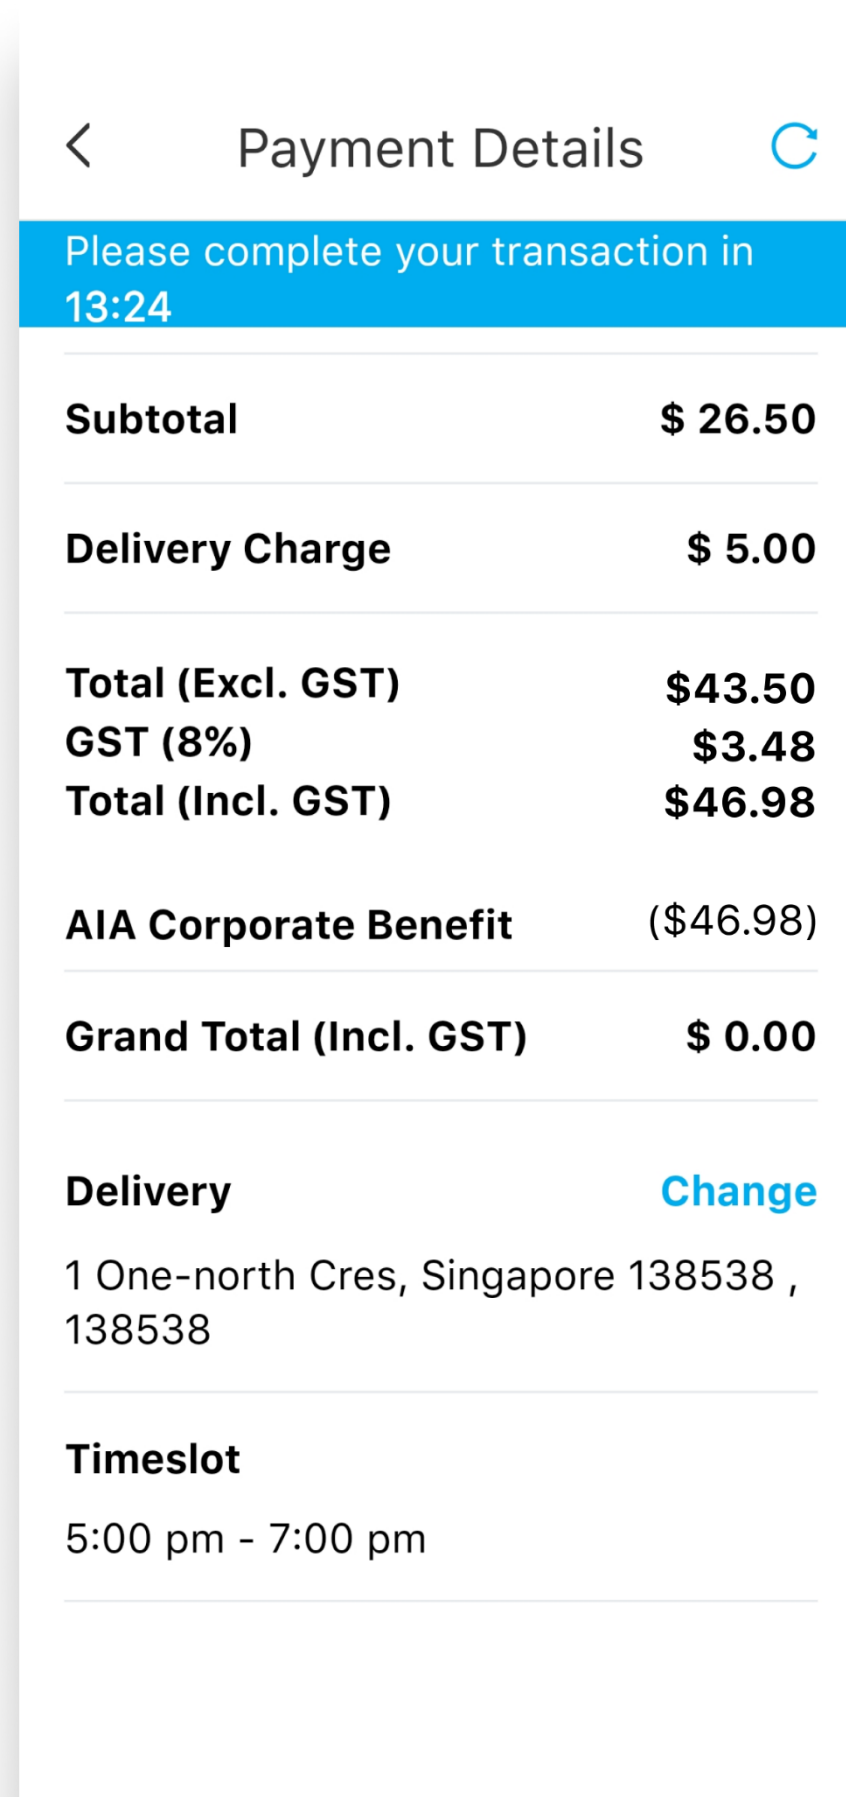 Payment Details
Please complete your transaction in
13:24
Subtotal $ 26.50
Delivery Charge $ 5.00
Total (Excl. GST) $43.50
GST (8%) $3.48
Total (Incl. GST) $46.98
AIA Corporate Benefit ($46.98)
Grand Total (Incl. GST) $ 0.00
Delivery Change
1 One-north Cres, Singapore 138538 ,
138538
Timeslot
5:00 pm - 7:00 pm